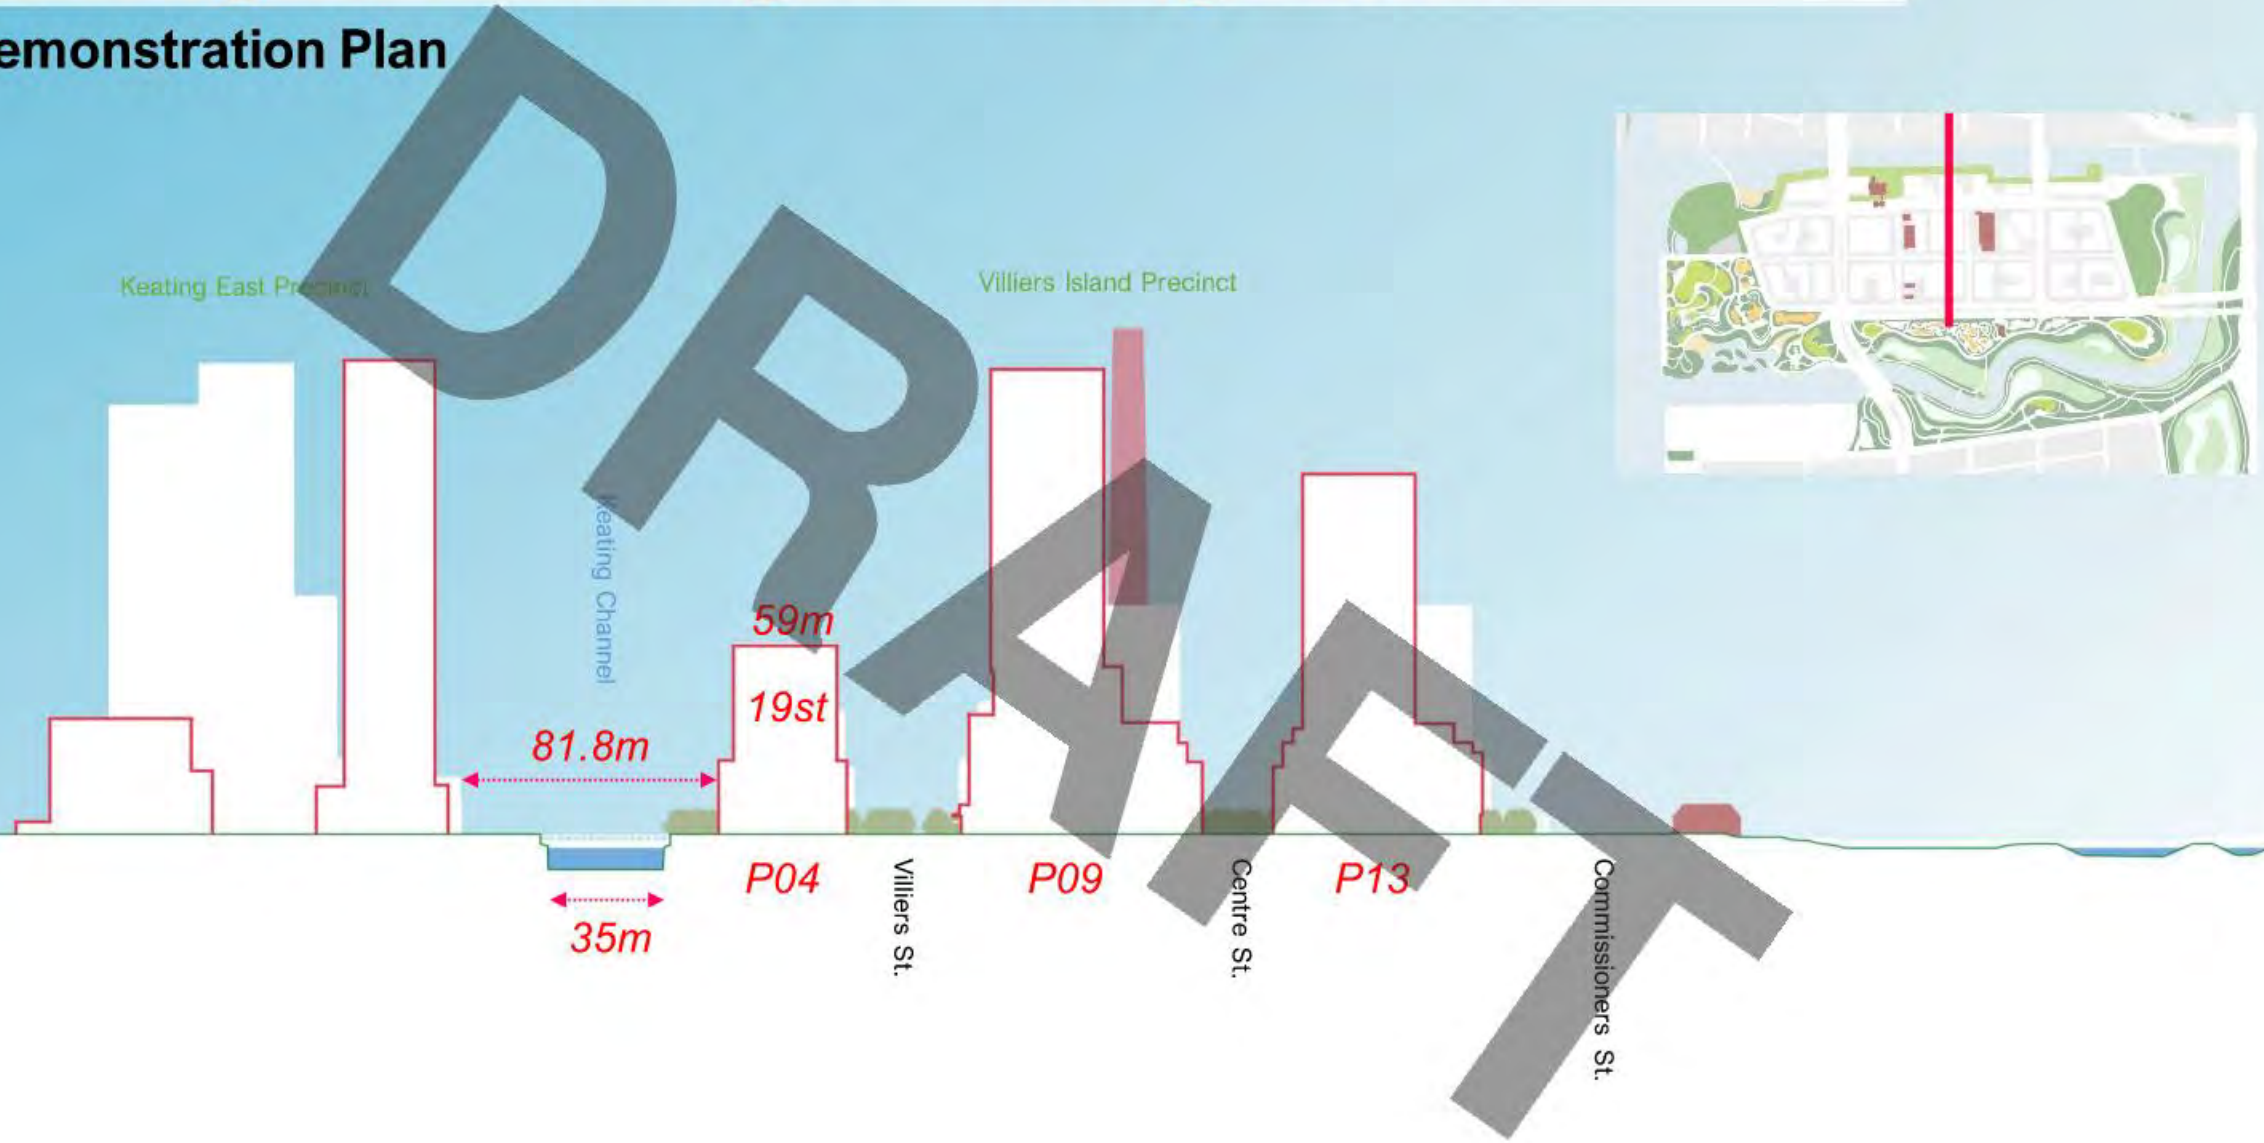 emonstration Plan
DRAFT
Keating East Precinct
Villiers Island Precinct
Keating Channel
59m
19st
81.8m
35m
P04
Villiers St.
P09
Centre St.
P13
Commissioners St.